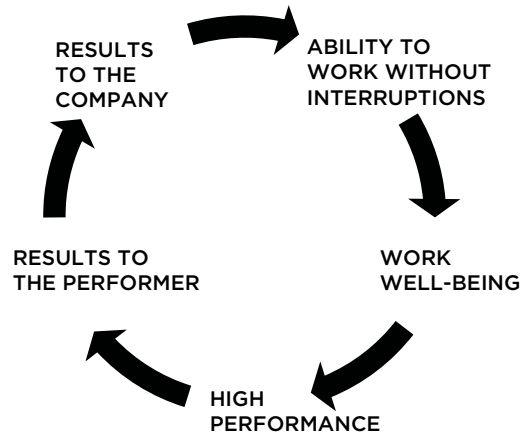 RESULTS
TO THE
COMPANY
ABILITY TO
WORK WITHOUT
INTERRUPTIONS
WORK
WELL-BEING
HIGH
PERFORMANCE
RESULTS TO
THE PERFORMER